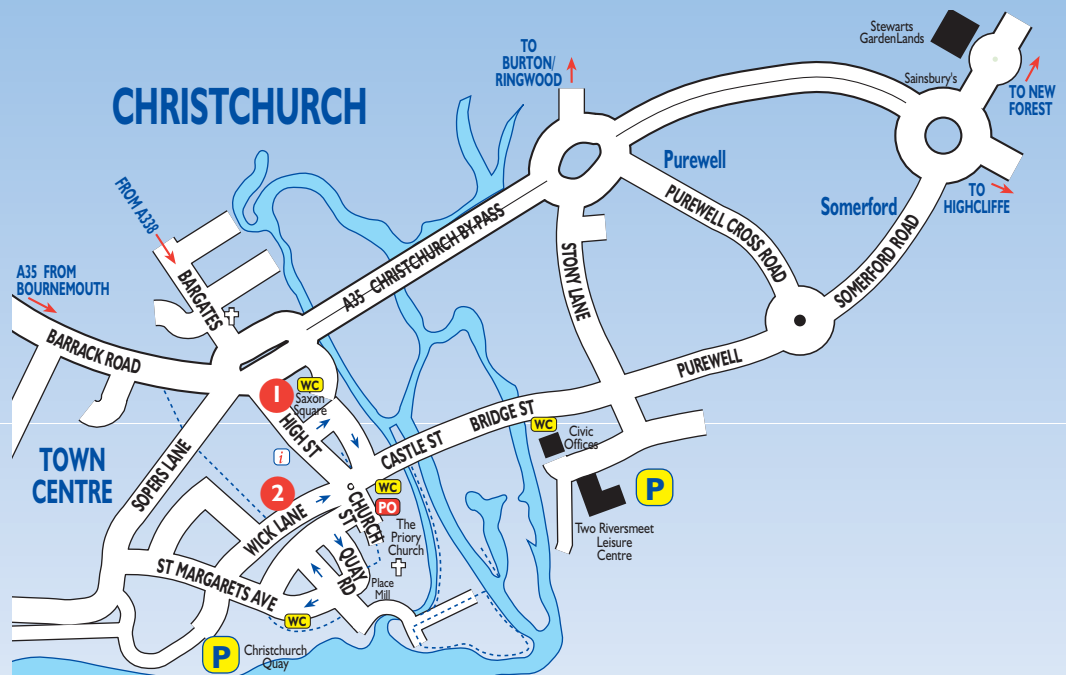 CHRISTCHURCH
TO
BURTON/
RINGWOOD
Stewarts
GardenLands
Sainsbury's
TO NEW
FOREST
TO
HIGHCLIFFE
Purewell
Somerford
PUREWELL CROSS ROAD
SOMERFORD ROAD
STONY LANE
PUREWELL
A35 CHRISTCHURCH BY-PASS
FROM A338
BARGATES
A35 FROM
BOURNEMOUTH
BARRACK ROAD
1
WC
Saxon
Square
HIGH ST
CASTLE ST
BRIDGE ST
WC
Civic
Offices
TOWN
CENTRE
SOPERS LANE
i
2
WICK LANE
WC
PO
CHURCH
ST
The
Priory
Church
P
Two Riversmeet
Leisure
Centre
QUAY
RD
Place
Mill
ST MARGARETS AVE
WC
P
Christchurch
Quay